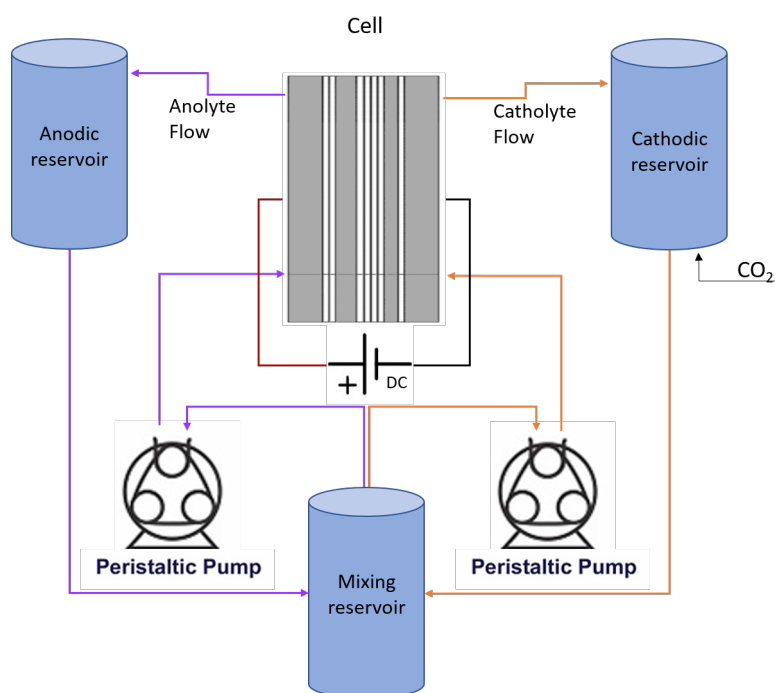 Cell
Anodic
reservoir
Anolyte
Flow
Catholyte
Flow
Cathodic
reservoir
CO₂
+
DC
Peristaltic Pump
Peristaltic Pump
Mixing
reservoir